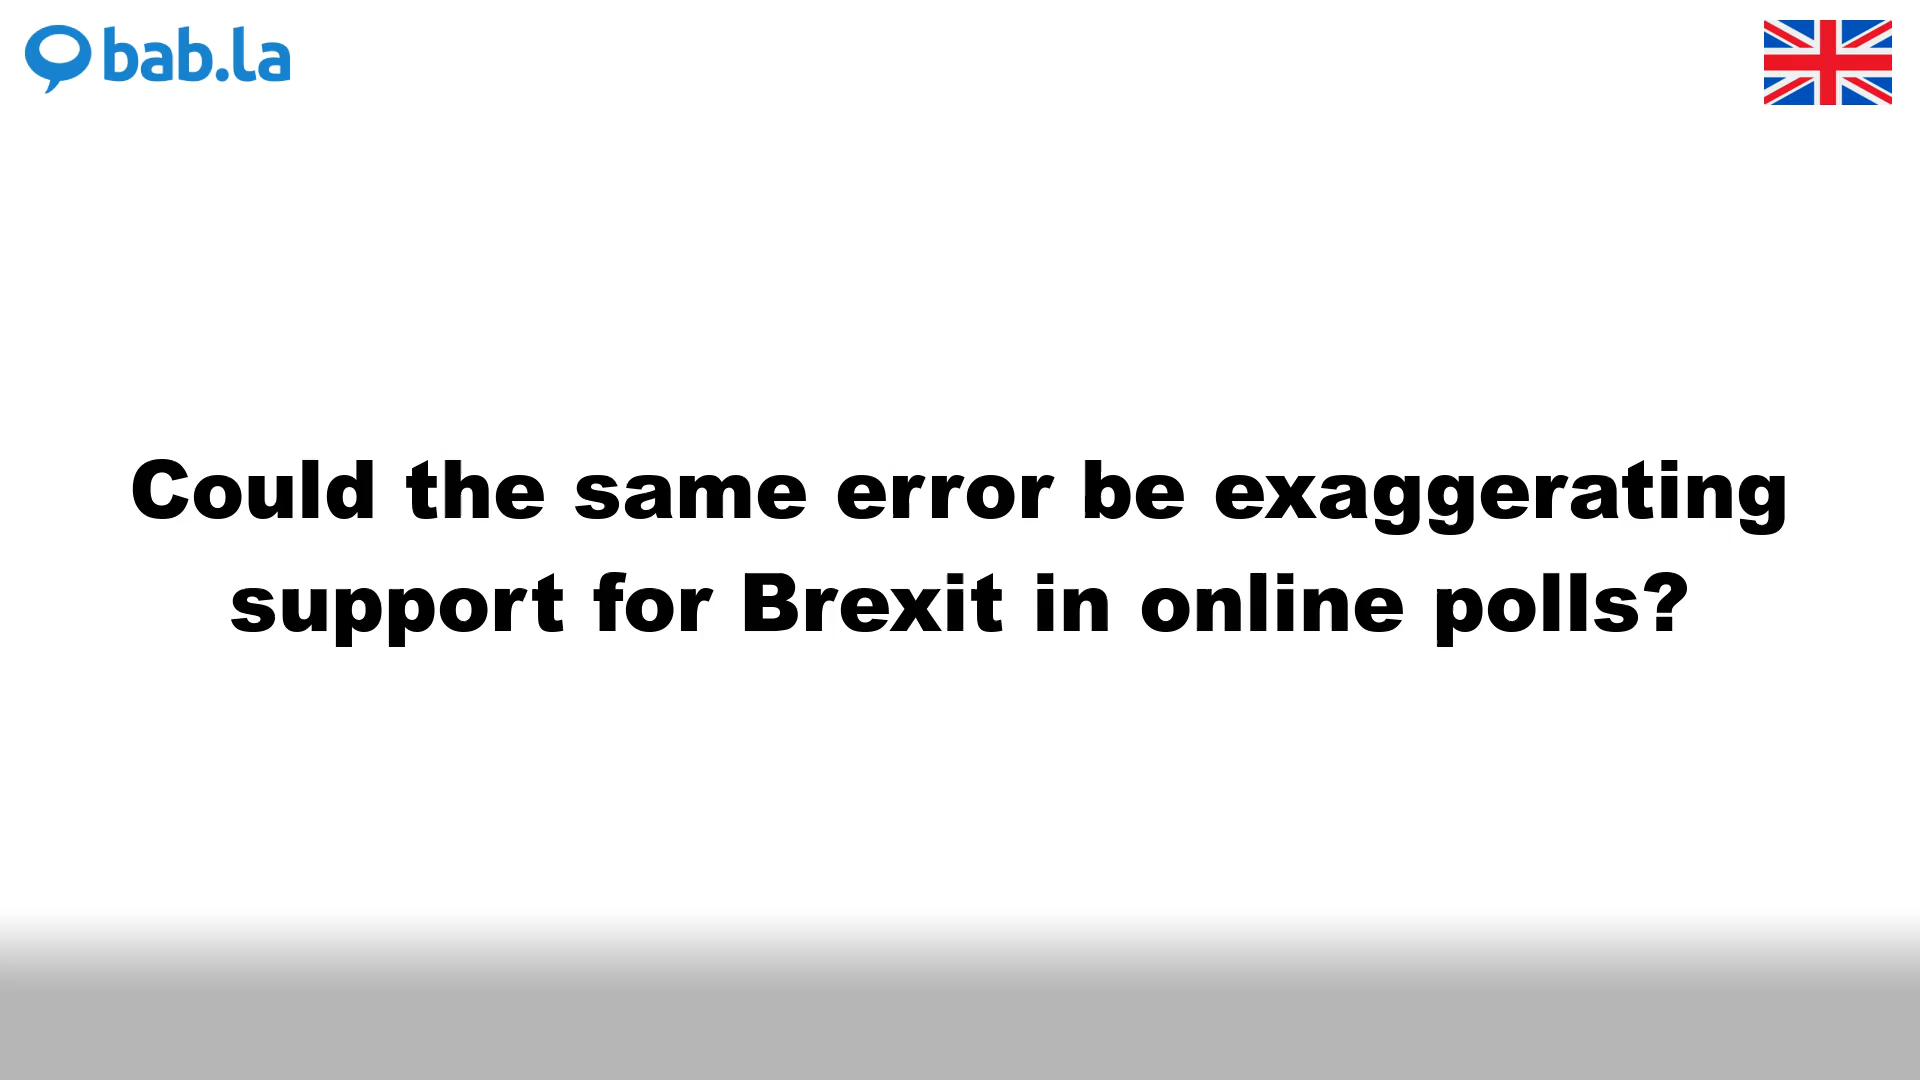 bab.la
Could the same error be exaggerating
support for Brexit in online polls?